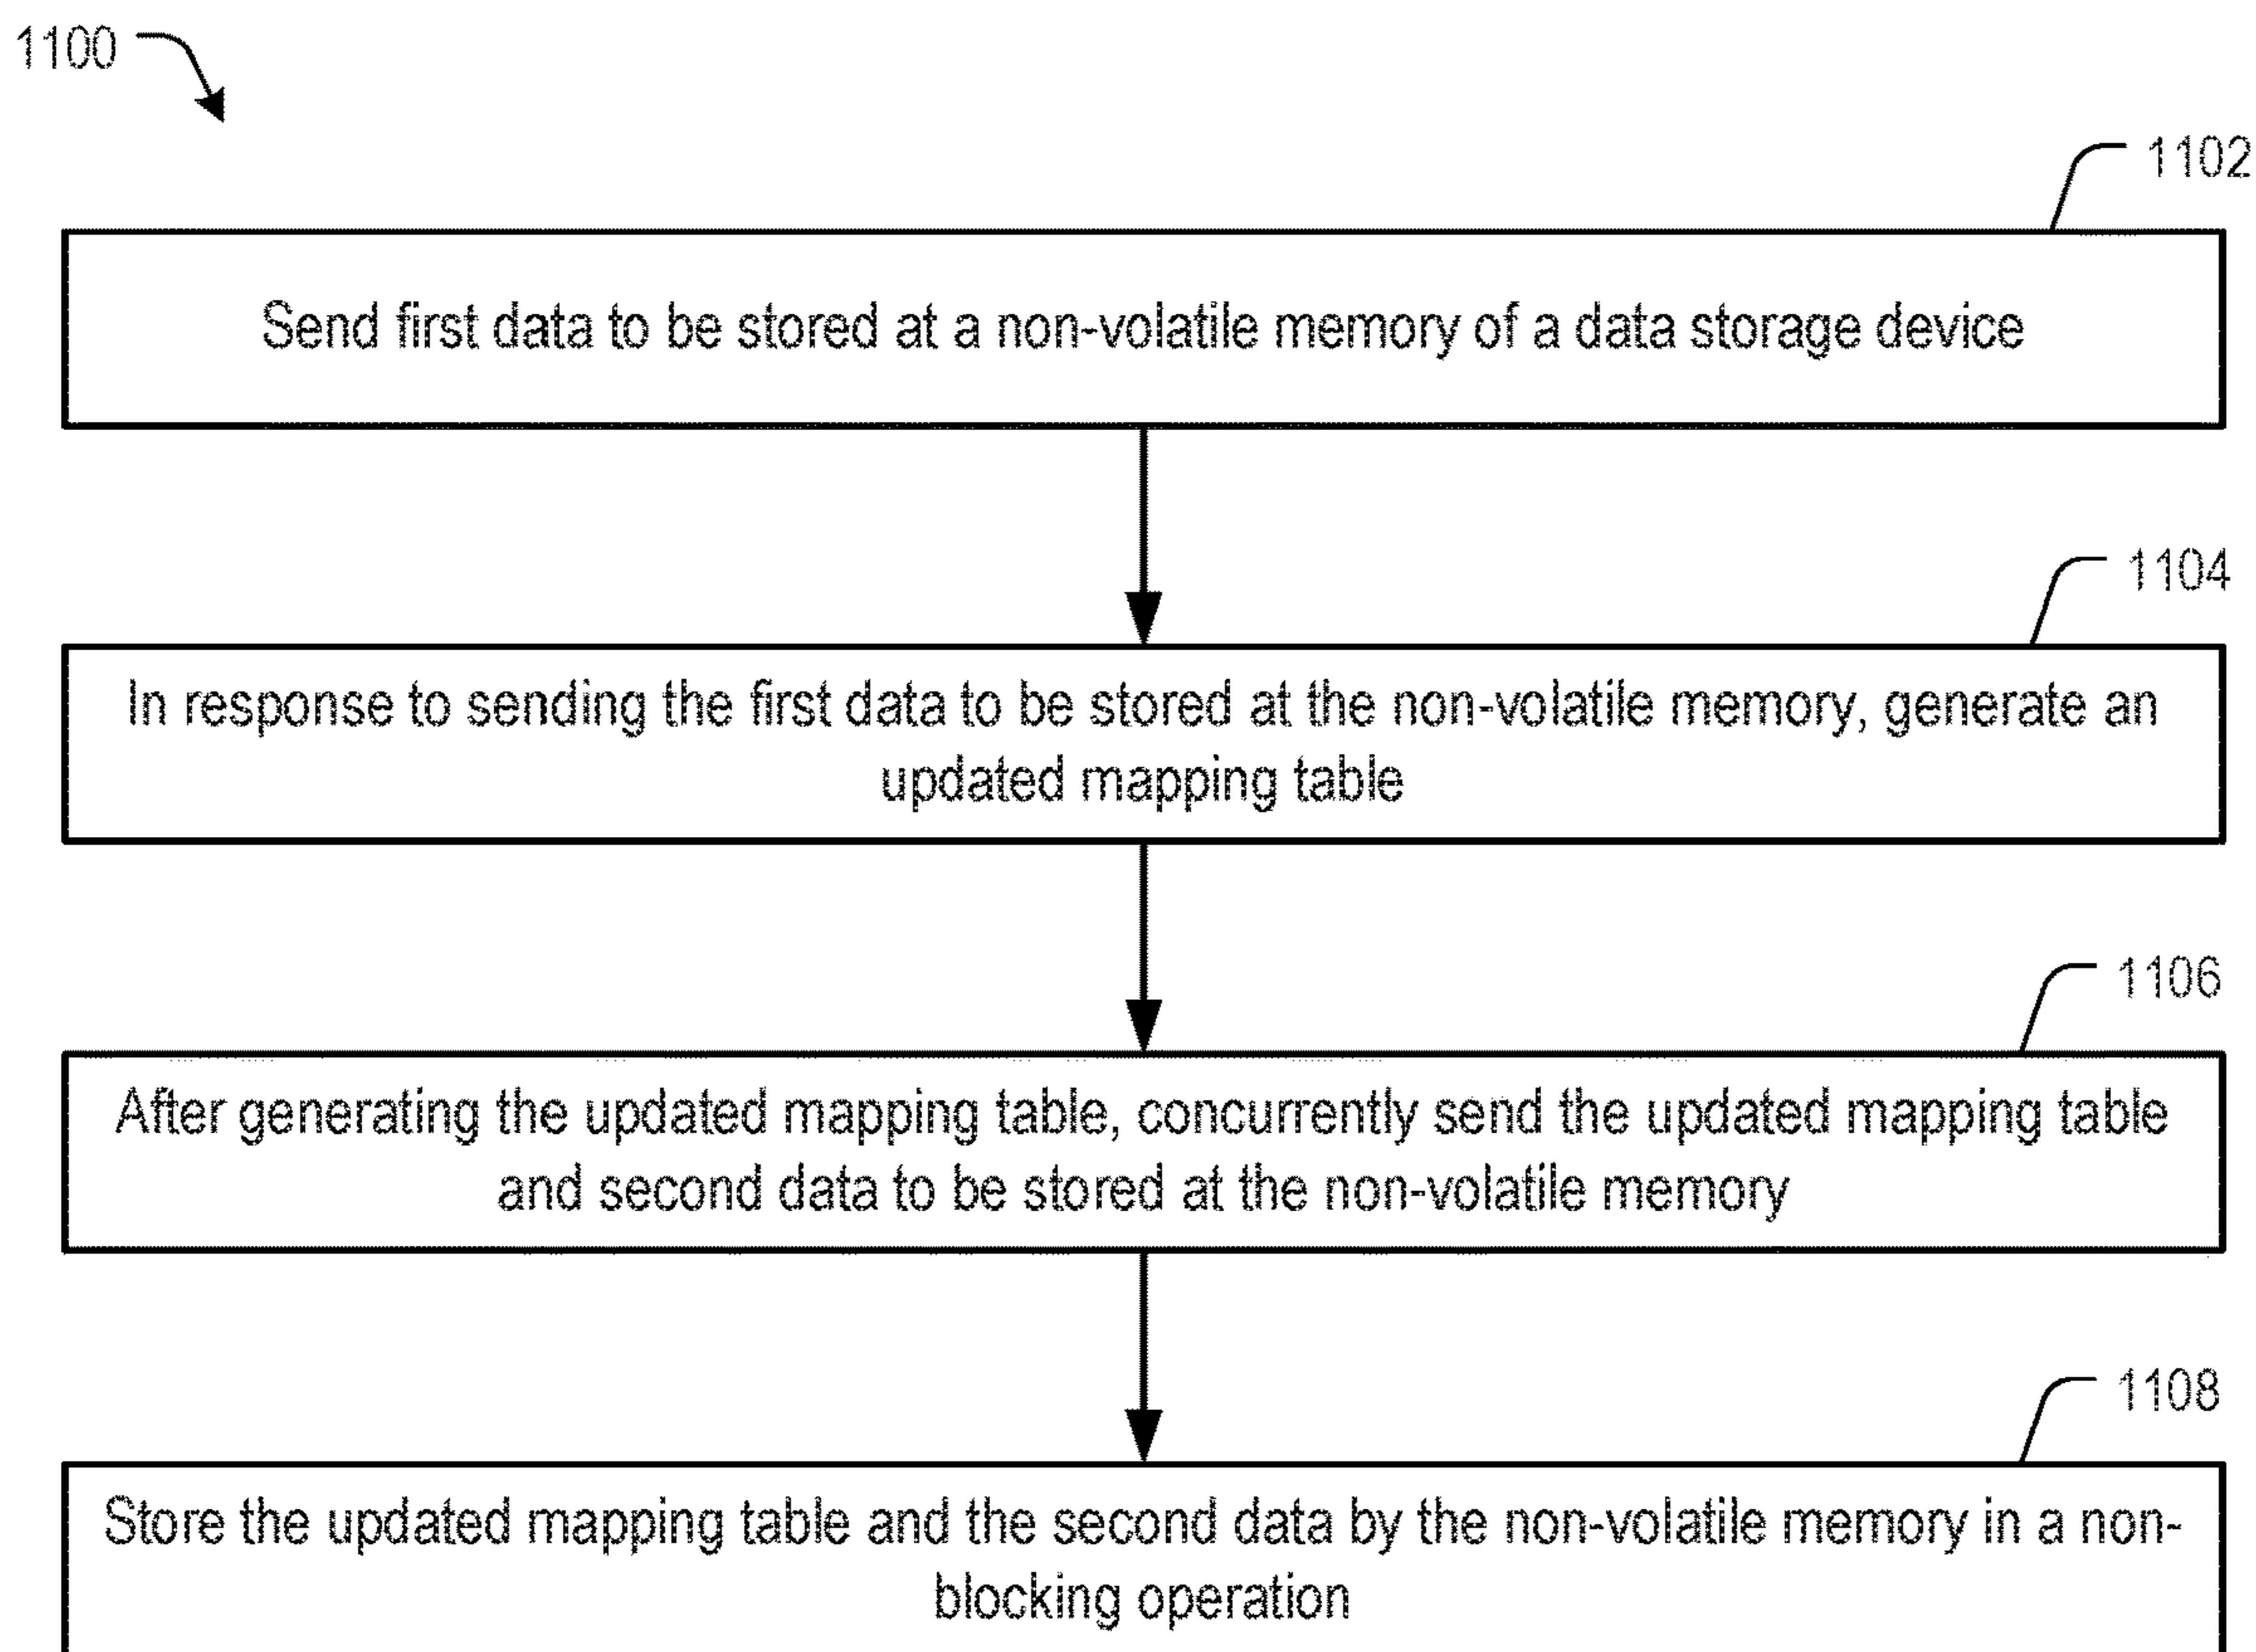 1100
1102
Send first data to be stored at a non-volatile memory of a data storage device
1104
In response to sending the first data to be stored at the non-volatile memory, generate an
updated mapping table
1106
After generating the updated mapping table, concurrently send the updated mapping table
and second data to be stored at the non-volatile memory
1108
Store the updated mapping table and the second data by the non-volatile memory in a non-
blocking operation